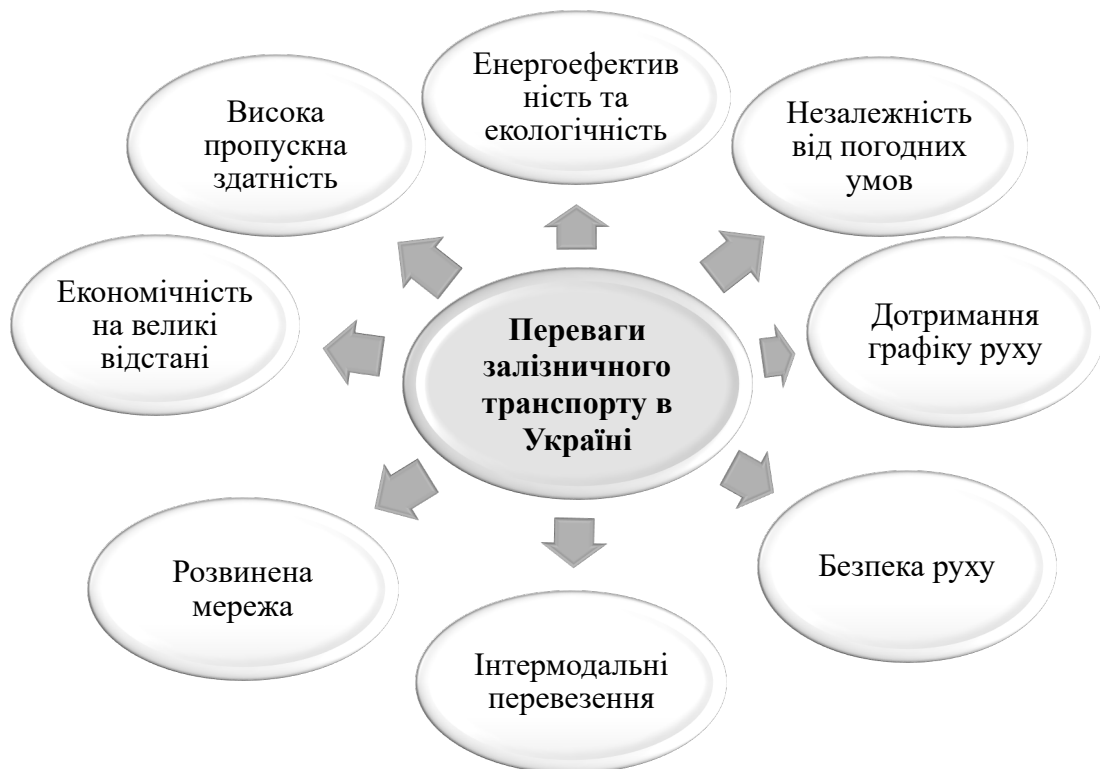 Енергоефектив
ність та
екологічність
Висока
пропускна
здатність
Незалежність
від погодних
умов
Економічність
на великі
відстані
Переваги
залізничного
транспорту в
Україні
Дотримання
графіку руху
Розвинена
мережа
Безпека руху
Інтермодальні
перевезення